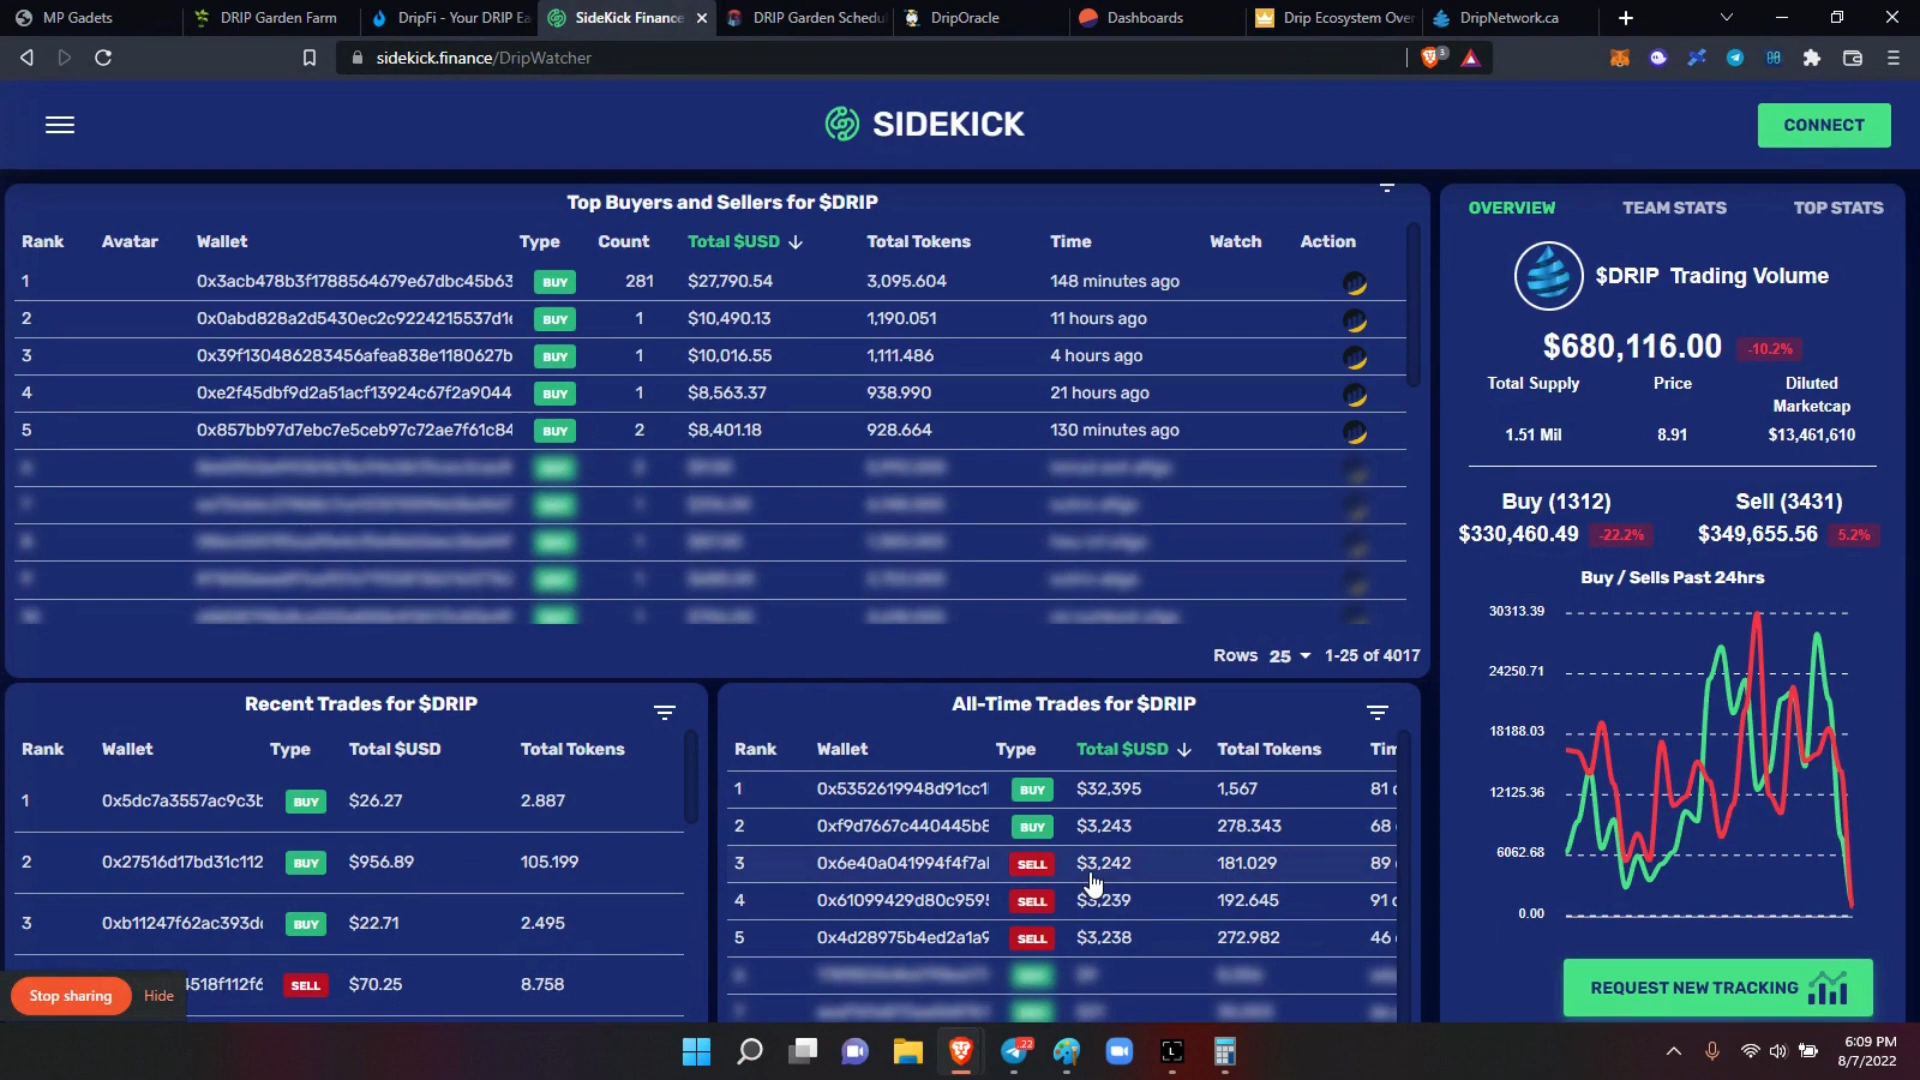 MP Gadets
DRIP Garden Farm
DripFi - Your DRIP Ea
SideKick Finance
DRIP Garden Schedul
DripOracle
Dashboards
Drip Ecosystem Over
DripNetwork.ca
sidekick.finance/DripWatcher
3
SIDEKICK
CONNECT
Top Buyers and Sellers for $DRIP
Rank Avatar Wallet Type Count Total $USD Total Tokens Time Watch Action
1 0x3acb478b3f1788564679e67dbc45b63 BUY 281 $27,790.54 3,095.604 148 minutes ago
2 0x0abd828a2d5430ec2c9224215537d1 BUY 1 $10,490.13 1,190.051 11 hours ago
3 0x39f130486283456afea838e1180627b BUY 1 $10,016.55 1,111.486 4 hours ago
4 0xe2f45dbf9d2a51acf13924c67f2a9044 BUY 1 $8,563.37 938.990 21 hours ago
5 0x857bb97d7ebc7e5ceb97c72ae7f61c84 BUY 2 $8,401.18 928.664 130 minutes ago
Rows 25 1-25 of 4017
OVERVIEW TEAM STATS TOP STATS
$DRIP Trading Volume
$680,116.00 -10.2%
Total Supply Price Diluted Marketcap
1.51 Mil 8.91 $13,461,610
Buy (1312) Sell (3431)
$330,460.49 -22.2% $349,655.56 5.2%
Buy / Sells Past 24hrs
30313.39
24250.71
18188.03
12125.36
6062.68
0.00
REQUEST NEW TRACKING
Recent Trades for $DRIP
Rank Wallet Type Total $USD Total Tokens
1 0x5dc7a3557ac9c3b BUY $26.27 2.887
2 0x27516d17bd31c112 BUY $956.89 105.199
3 0xb11247f62ac393d BUY $22.71 2.495
4518f112f6 SELL $70.25 8.758
All-Time Trades for $DRIP
Rank Wallet Type Total $USD Total Tokens Tim
1 0x5352619948d91cc1 BUY $32,395 1,567 81
2 0xf9d7667c440445b8 BUY $3,243 278.343 68
3 0x6e40a041994f4f7a SELL $3,242 181.029 89
4 0x61099429d80c959 SELL $3,239 192.645 91
5 0x4d28975b4ed2a1a9 SELL $3,238 272.982 46
Stop sharing Hide
22
L
6:09 PM
8/7/2022